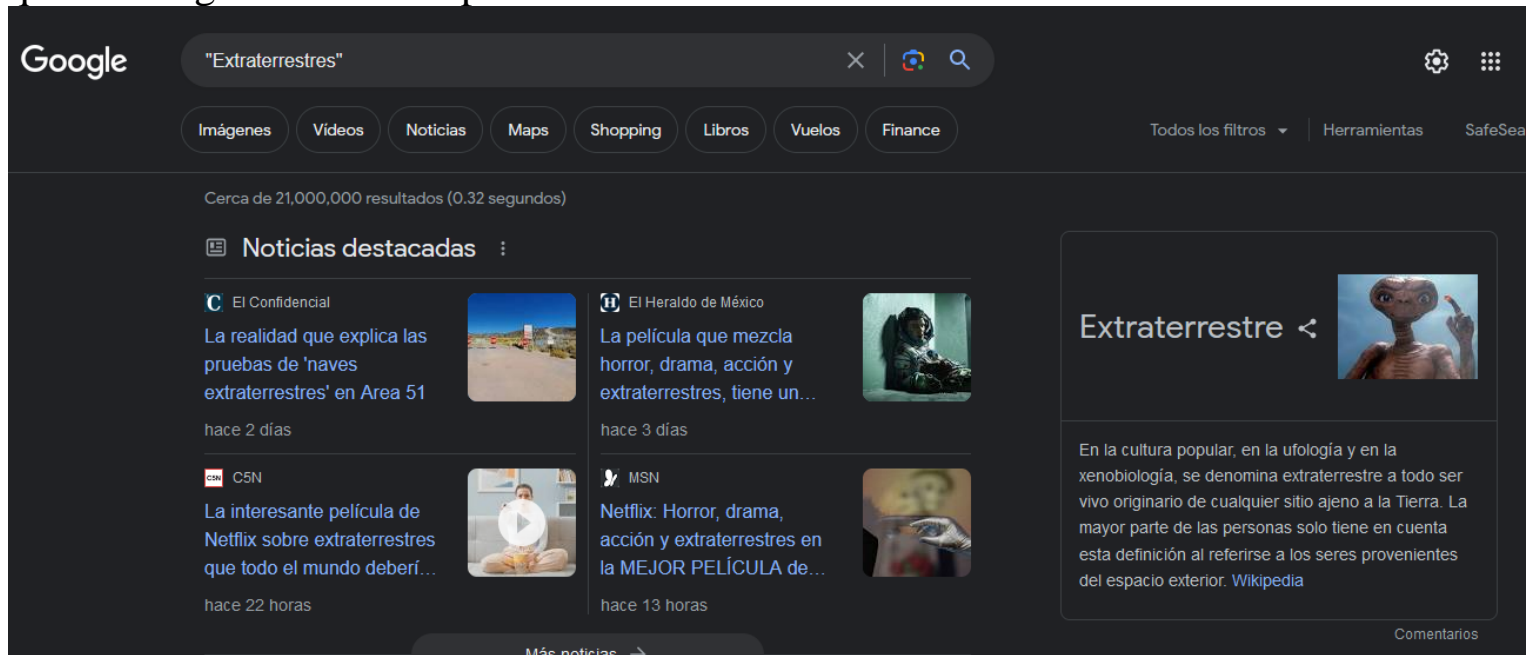 Google
"Extraterrestres"
Imágenes Vídeos Noticias Maps Shopping Libros Vuelos Finance
Todos los filtros Herramientas SafeSea
Cerca de 21,000,000 resultados (0.32 segundos)
Noticias destacadas
El Confidencial
La realidad que explica las
pruebas de 'naves
extraterrestres' en Area 51
hace 2 días
El Heraldo de México
La película que mezcla
horror, drama, acción y
extraterrestres, tiene un...
hace 3 días
C5N
La interesante película de
Netflix sobre extraterrestres
que todo el mundo deberí...
hace 22 horas
MSN
Netflix: Horror, drama,
acción y extraterrestres en
la MEJOR PELÍCULA de...
hace 13 horas
Más noticias
Extraterrestre
En la cultura popular, en la ufología y en la
xenobiología, se denomina extraterrestre a todo ser
vivo originario de cualquier sitio ajeno a la Tierra. La
mayor parte de las personas solo tiene en cuenta
esta definición al referirse a los seres provenientes
del espacio exterior. Wikipedia
Comentarios